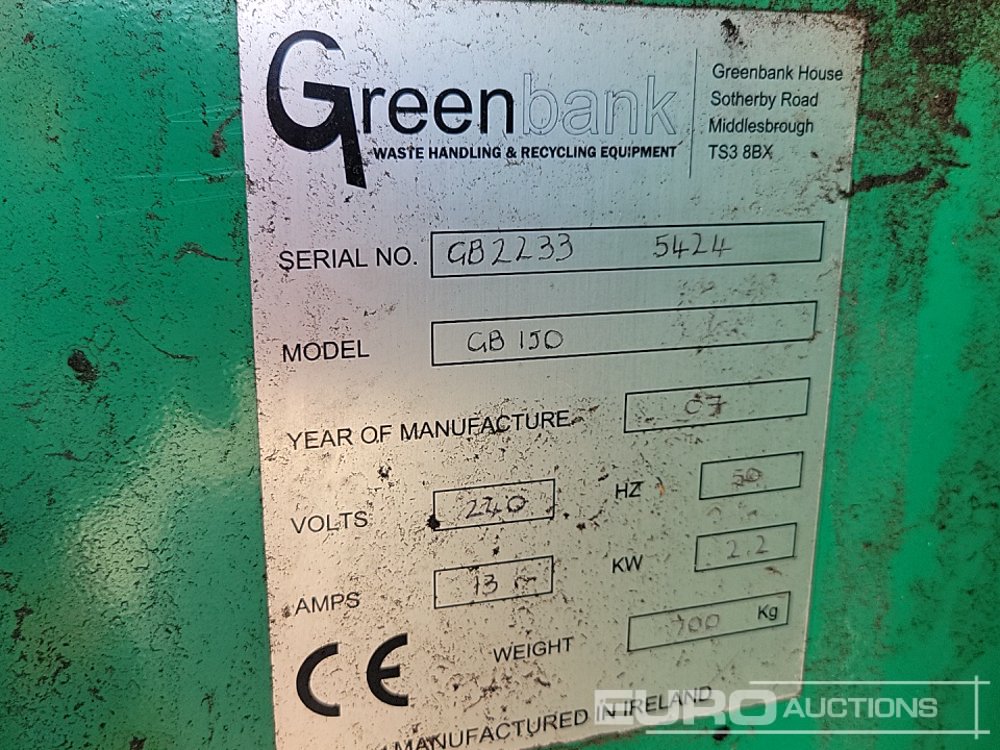 Greenbank
WASTE HANDLING & RECYCLING EQUIPMENT
Greenbank House
Sotherby Road
Middlesbrough
TS3 8BX
SERIAL NO. GB2233 5424
MODEL GB 150
YEAR OF MANUFACTURE 07
VOLTS 240 HZ 50
AMPS 13 KW 2.2
CE WEIGHT 700 Kg
MANUFACTURED IN IRELAND
EURO AUCTIONS